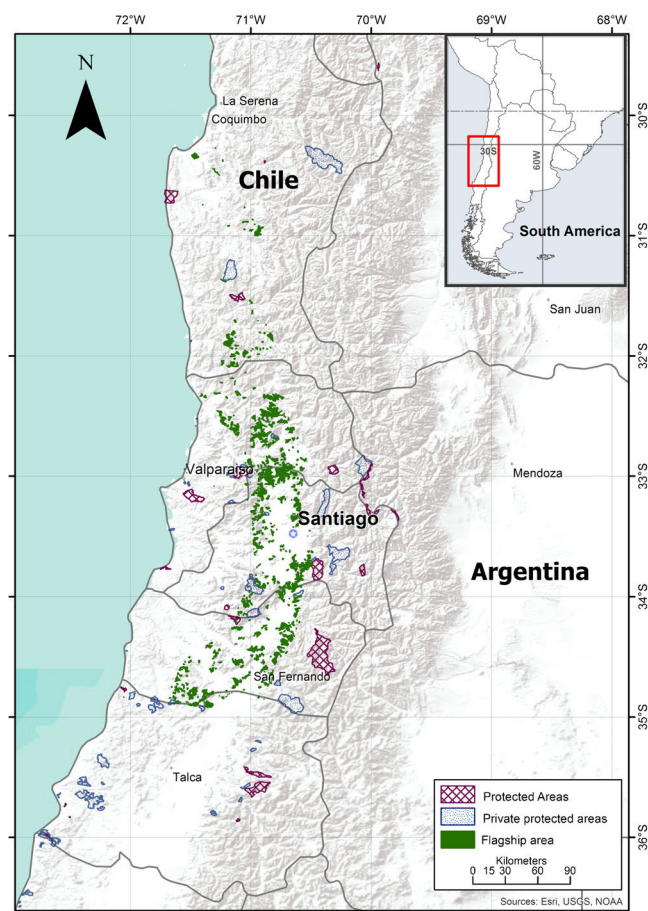 72°W 71°W 70°W 69°W 68°W
N
La Serena
Coquimbo
30°S
Chile
30S
60W
South America
31°S
San Juan
32°S
Valparaíso
33°S
Mendoza
Santiago
Argentina
34°S
San Fernando
35°S
Talca
Protected Areas
Private protected areas
Flagship area
Kilometers
0 15 30 60 90
36°S
Sources: Esri, USGS, NOAA